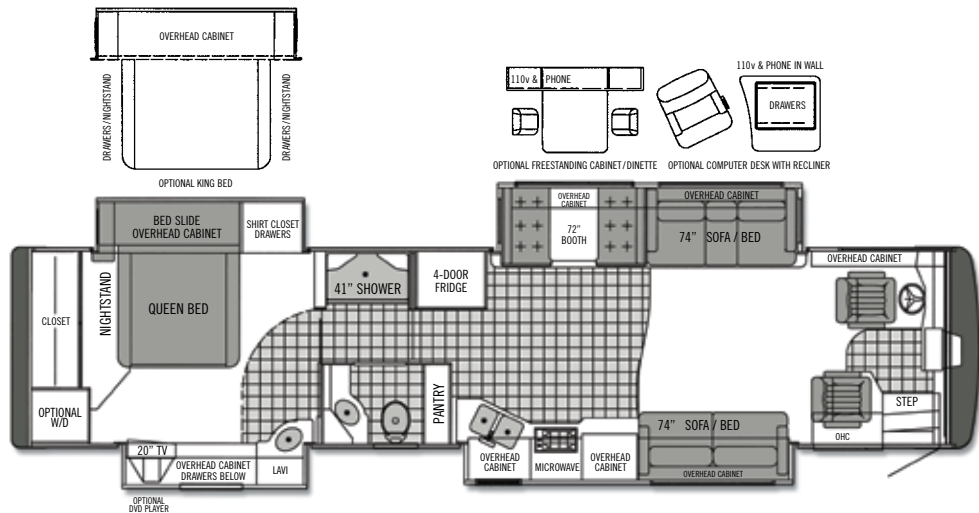 OVERHEAD CABINET
DRAWERS/NIGHTSTAND
DRAWERS/NIGHTSTAND
OPTIONAL KING BED
110v & PHONE
OPTIONAL FREESTANDING CABINET/DINETTE
110v & PHONE IN WALL
DRAWERS
OPTIONAL COMPUTER DESK WITH RECLINER
BED SLIDE
OVERHEAD CABINET
SHIRT CLOSET
DRAWERS
OVERHEAD
CABINET
72" BOOTH
OVERHEAD CABINET
74" SOFA / BED
CLOSET
NIGHTSTAND
QUEEN BED
41" SHOWER
4-DOOR
FRIDGE
OVERHEAD CABINET
OPTIONAL
W/D
PANTRY
STEP
OHC
20" TV
OVERHEAD CABINET
DRAWERS BELOW
LAVI
OPTIONAL
DVD PLAYER
OVERHEAD
CABINET
MICROWAVE
OVERHEAD
CABINET
74" SOFA / BED
OVERHEAD CABINET